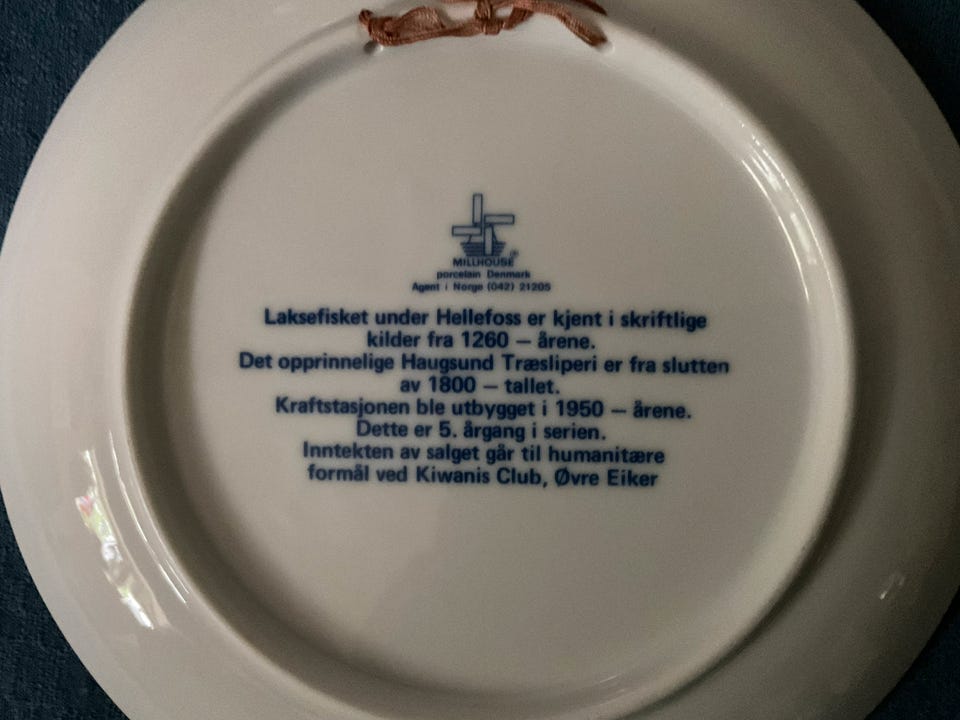 MILLHOUSE®
porcelain Denmark
Agent i Norge (042) 21205
Laksefisket under Hellefoss er kjent i skriftlige
kilder fra 1260 – årene.
Det opprinnelige Haugsund Træsliperi er fra slutten
av 1800 – tallet.
Kraftstasjonen ble utbygget i 1950 – årene.
Dette er 5. årgang i serien.
Inntekten av salget går til humanitære
formål ved Kiwanis Club, Øvre Eiker